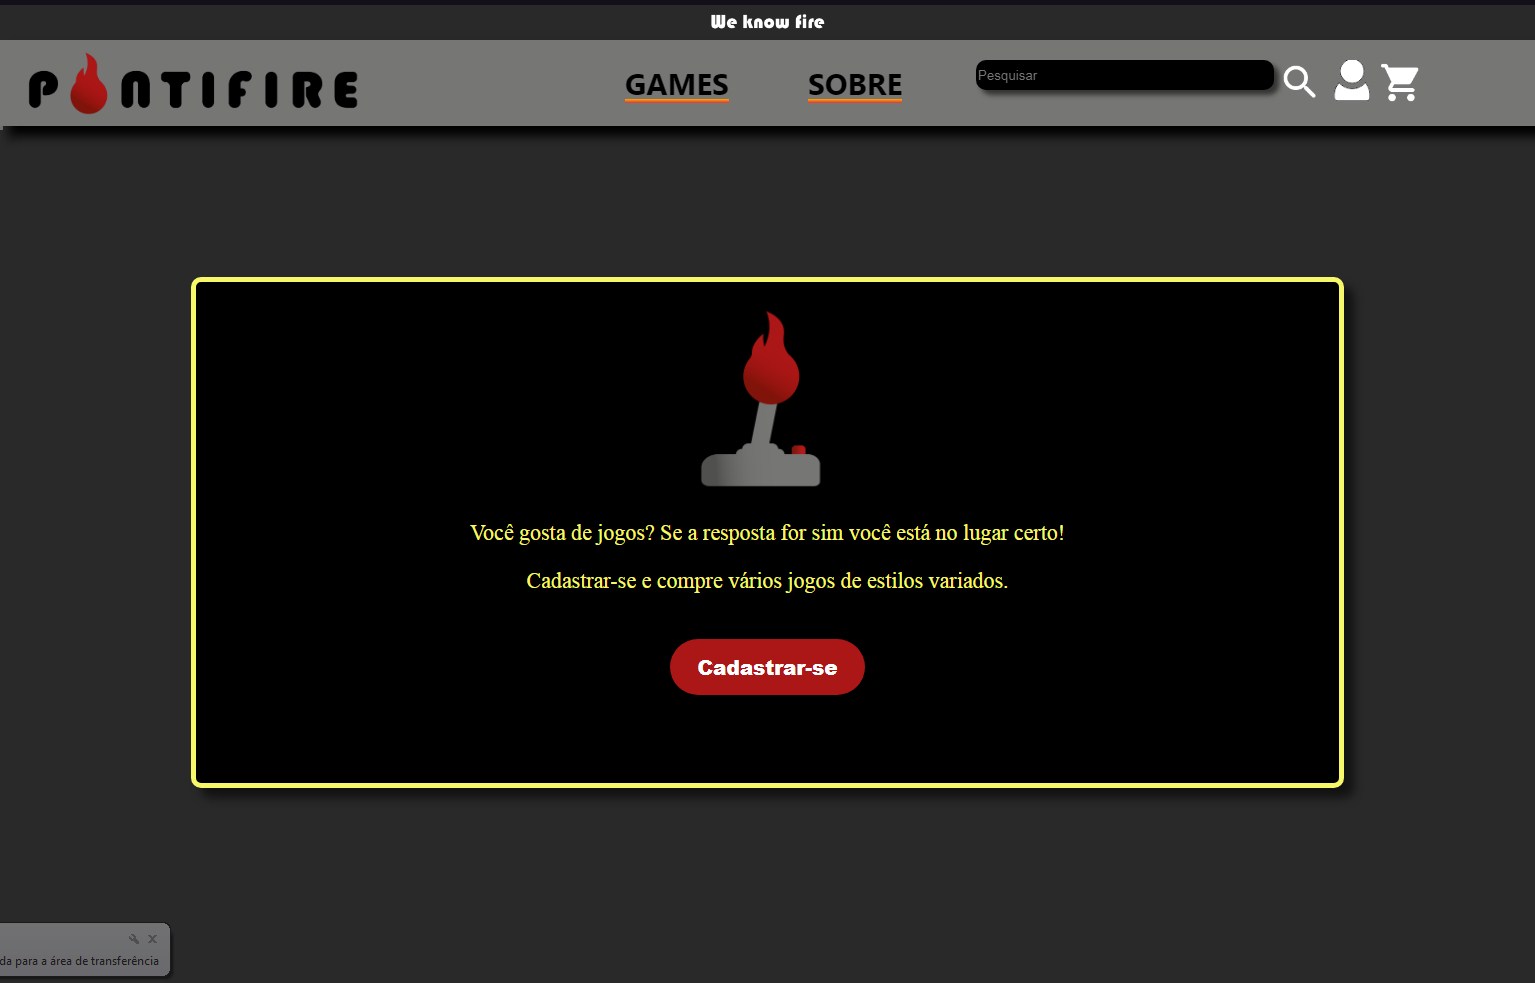 We know fire
PONTIFIRE
GAMES SOBRE Pesquisar
Você gosta de jogos? Se a resposta for sim você está no lugar certo!
Cadastrar-se e compre vários jogos de estilos variados.
Cadastrar-se
da para a área de transferência